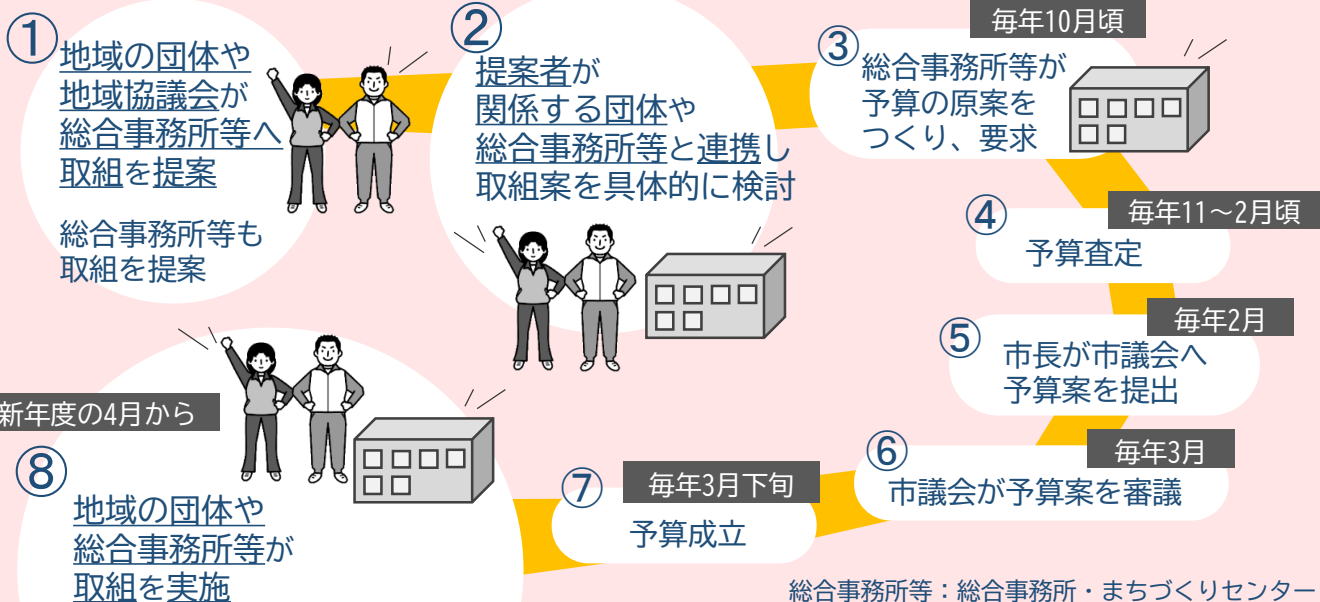 ①
地域の団体や
地域協議会が
総合事務所等へ
取組を提案
総合事務所等も
取組を提案
②
提案者が
関係する団体や
総合事務所等と連携し
取組案を具体的に検討
毎年10月頃
③
総合事務所等が
予算の原案を
つくり、要求
毎年11～2月頃
④
予算査定
毎年2月
⑤
市長が市議会へ
予算案を提出
毎年3月
⑥
市議会が予算案を審議
毎年3月下旬
⑦
予算成立
新年度の4月から
⑧
地域の団体や
総合事務所等が
取組を実施
総合事務所等：総合事務所・まちづくりセンター